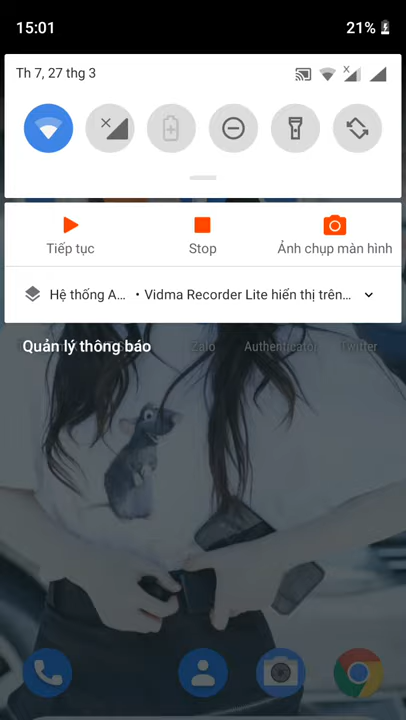 15:01
21%
Th 7, 27 thg 3
Tiếp tục
Stop
Ảnh chụp màn hình
Hệ thống A... • Vidma Recorder Lite hiển thị trên...
Quản lý thông báo
Zalo
Authenticator
Twitter